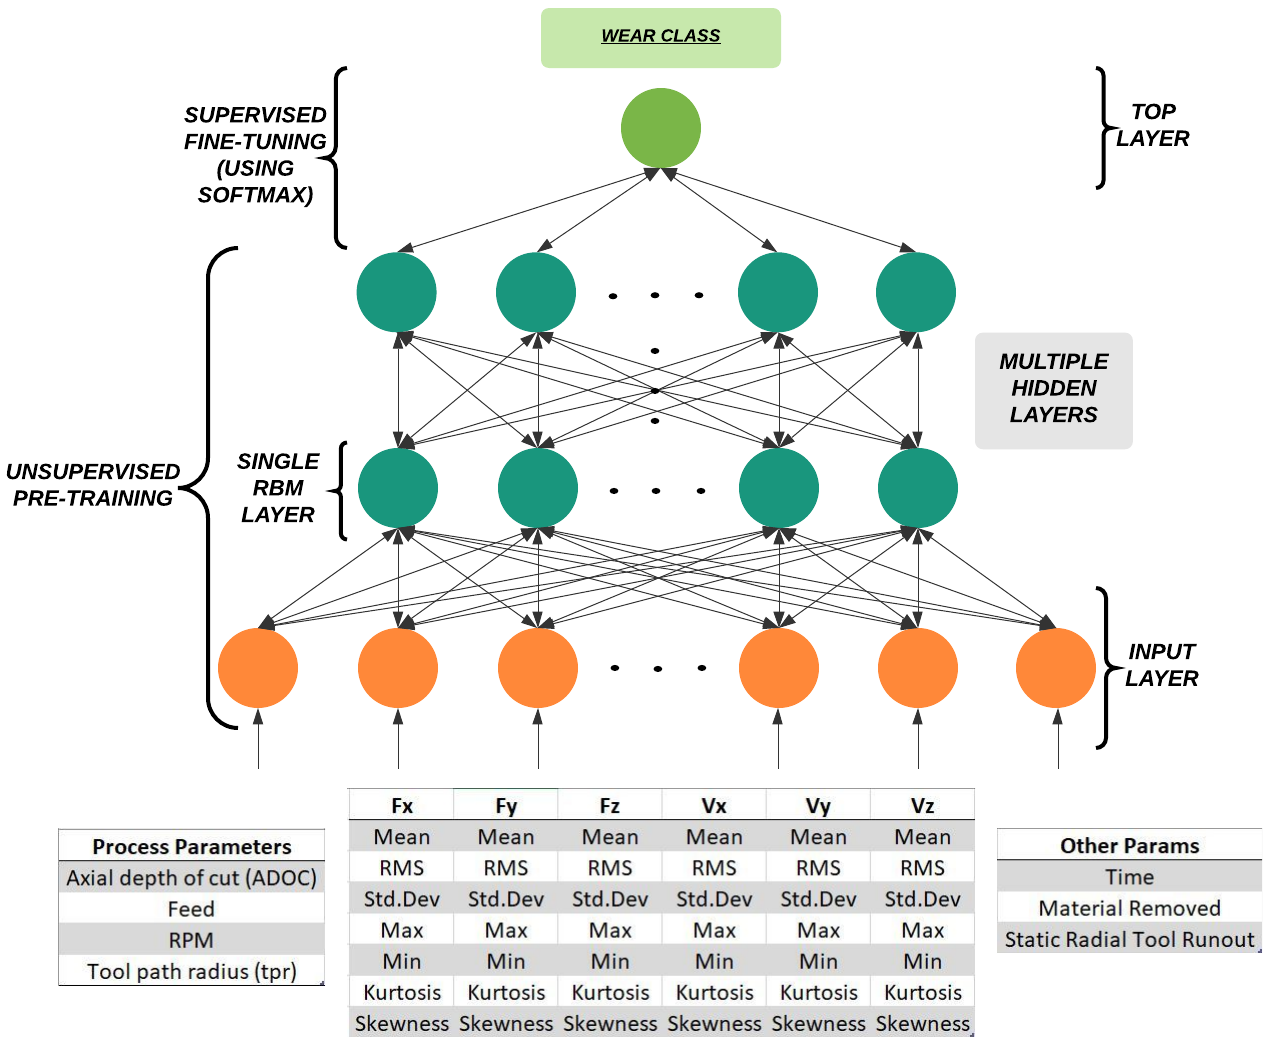 WEAR CLASS
SUPERVISED
FINE-TUNING
(USING
SOFTMAX)
TOP
LAYER
MULTIPLE
HIDDEN
LAYERS
UNSUPERVISED
PRE-TRAINING
SINGLE
RBM
LAYER
INPUT
LAYER
Process Parameters
Axial depth of cut (ADOC)
Feed
RPM
Tool path radius (tpr)
Fx Fy Fz Vx Vy Vz
Mean Mean Mean Mean Mean Mean
RMS RMS RMS RMS RMS RMS
Std.Dev Std.Dev Std.Dev Std.Dev Std.Dev Std.Dev
Max Max Max Max Max Max
Min Min Min Min Min Min
Kurtosis Kurtosis Kurtosis Kurtosis Kurtosis Kurtosis
Skewness Skewness Skewness Skewness Skewness Skewness
Other Params
Time
Material Removed
Static Radial Tool Runout